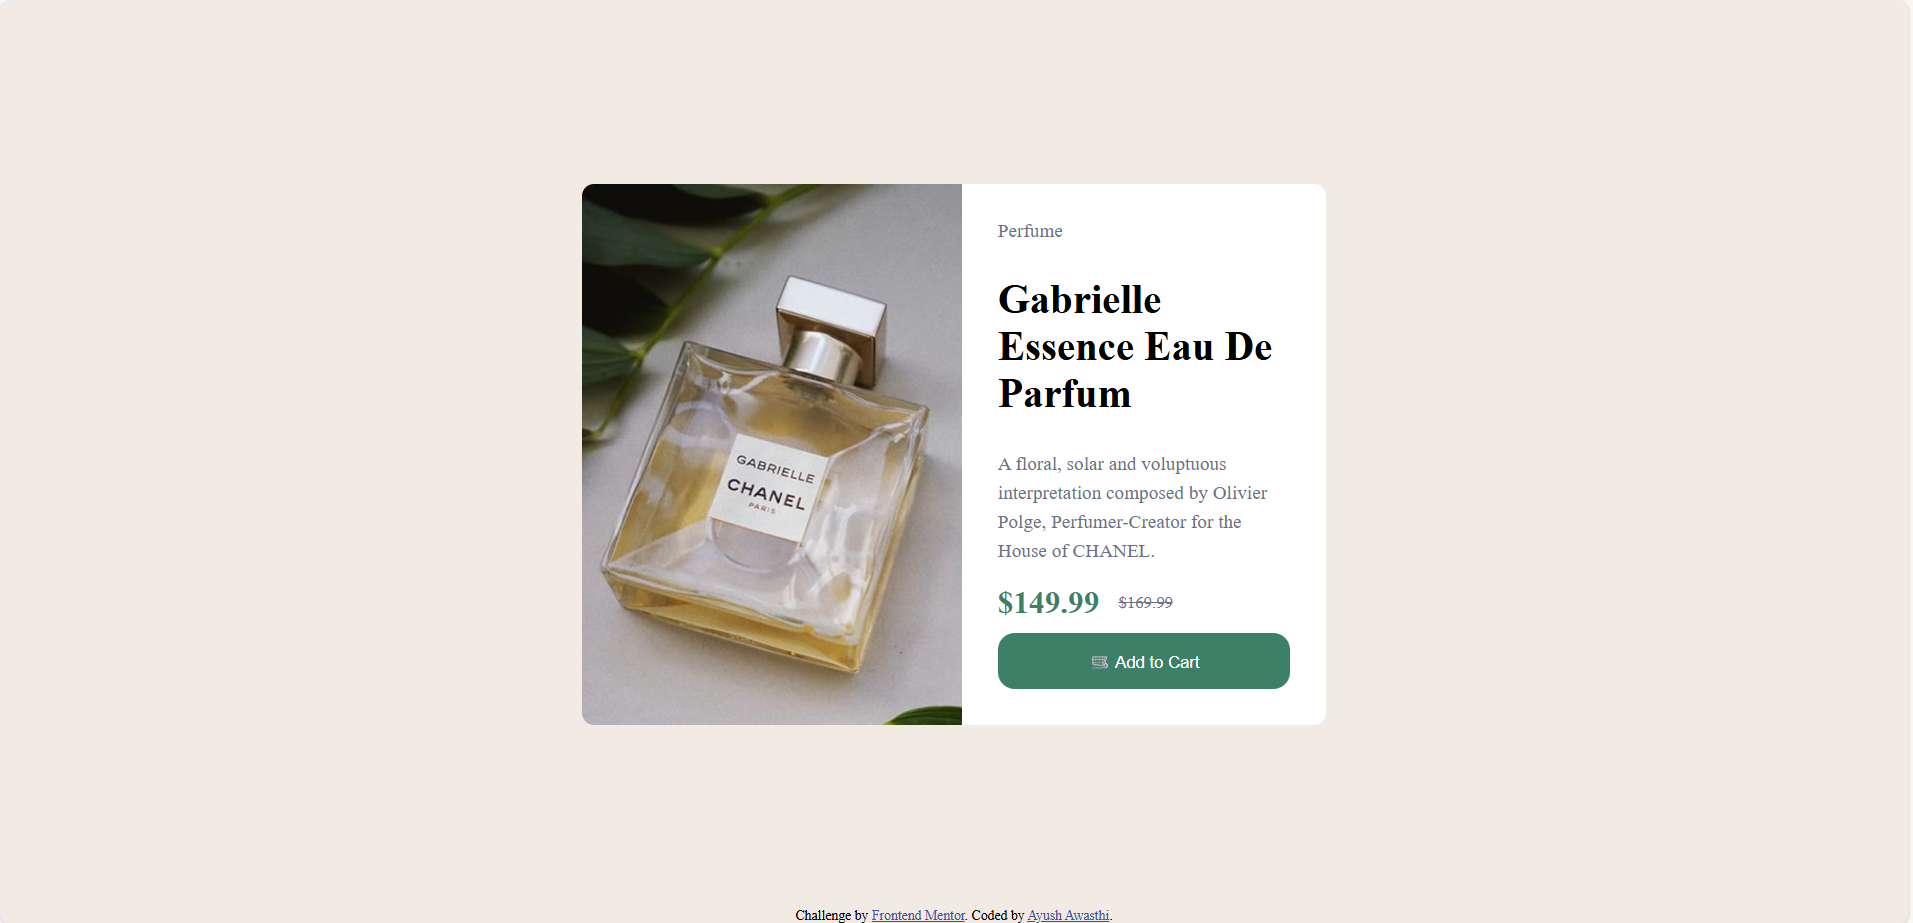 GABRIELLE
CHANEL
PARIS
Perfume
Gabrielle
Essence Eau De
Parfum
A floral, solar and voluptuous
interpretation composed by Olivier
Polge, Perfumer-Creator for the
House of CHANEL.
$149.99 $169.99
Add to Cart
Challenge by Frontend Mentor. Coded by Ayush Awasthi.